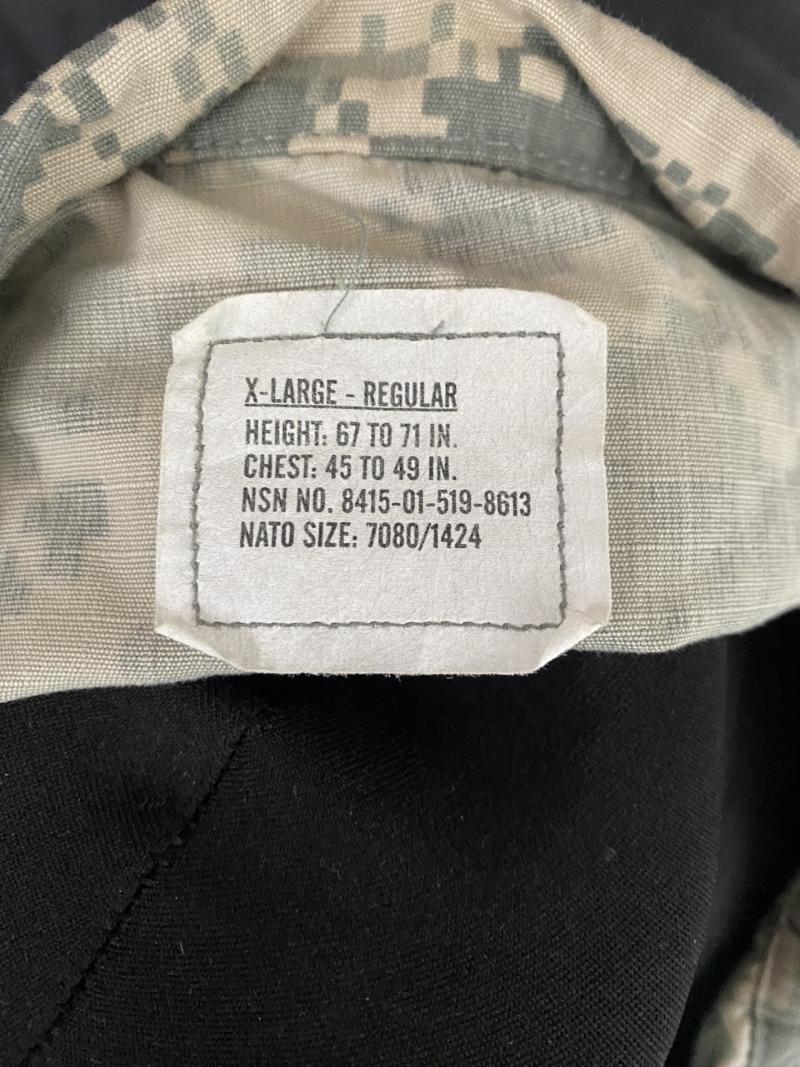 X-LARGE - REGULAR
HEIGHT: 67 TO 71 IN.
CHEST: 45 TO 49 IN.
NSN NO. 8415-01-519-8613
NATO SIZE: 7080/1424